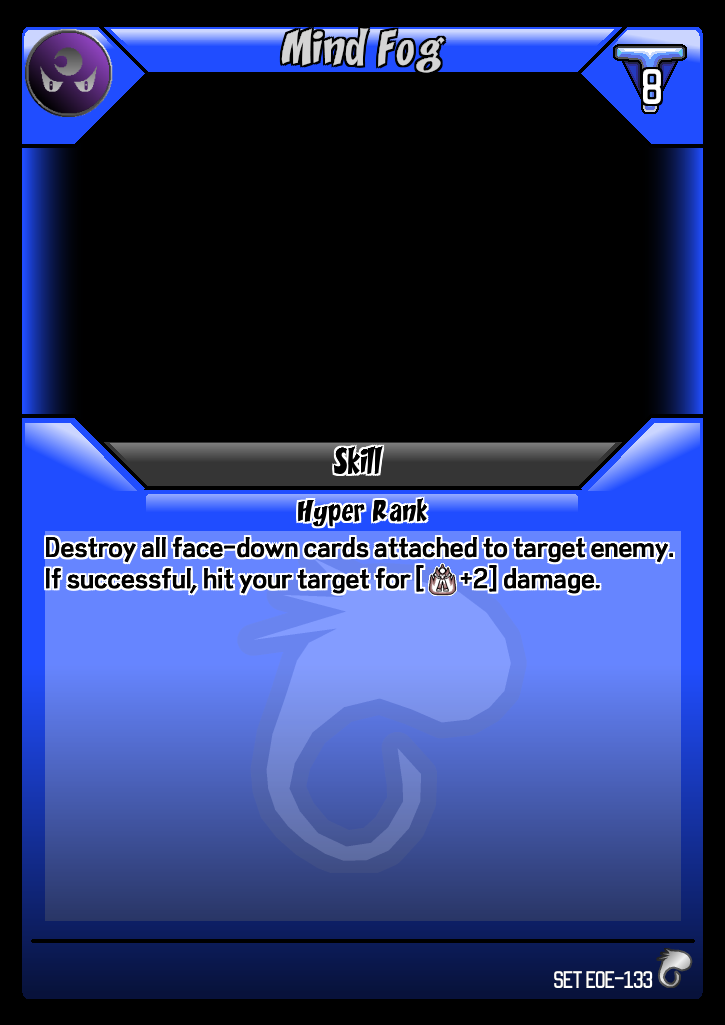 Mind Fog
8
Skill
Hyper Rank
Destroy all face-down cards attached to target enemy.
If successful, hit your target for [ +2] damage.
SET EOE-133